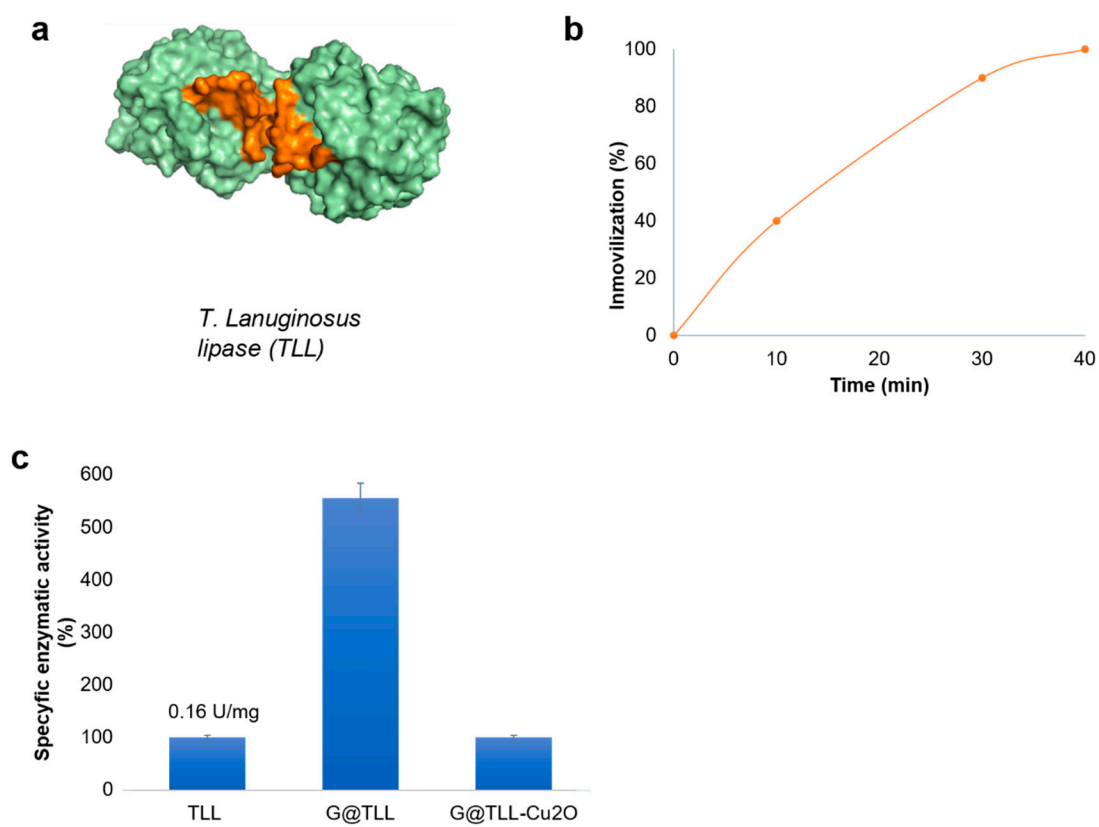 a
T. Lanuginosus
lipase (TLL)
b
Inmovilization (%)
100
80
60
40
20
0
0 10 20 30 40
Time (min)
c
Specyfic enzymatic activity
(%)
600
500
400
300
200
100
0
0.16 U/mg
TLL G@TLL G@TLL-Cu2O